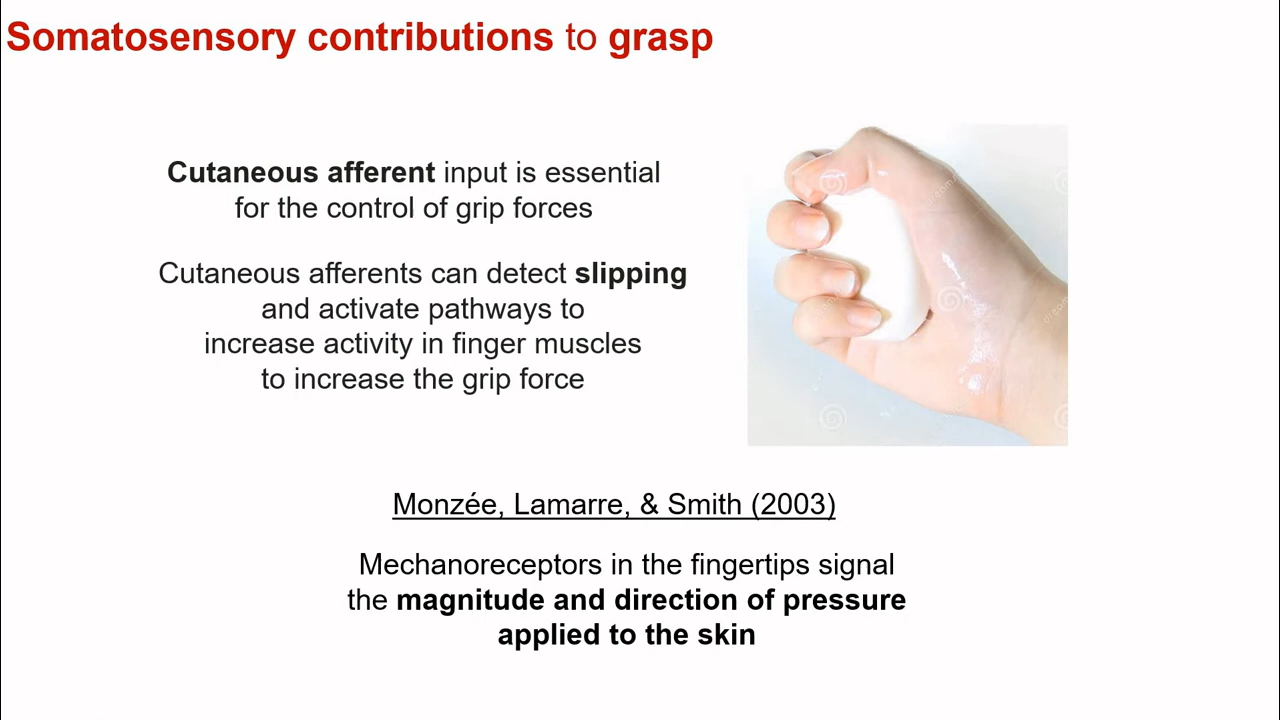 Somatosensory contributions to grasp
Cutaneous afferent input is essential
for the control of grip forces
Cutaneous afferents can detect slipping
and activate pathways to
increase activity in finger muscles
to increase the grip force
Monzée, Lamarre, & Smith (2003)
Mechanoreceptors in the fingertips signal
the magnitude and direction of pressure
applied to the skin